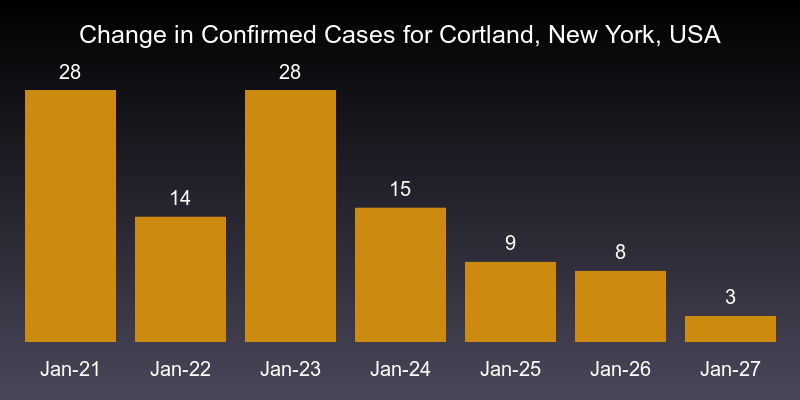 Change in Confirmed Cases for Cortland, New York, USA
28
14
28
15
9
8
3
Jan-21
Jan-22
Jan-23
Jan-24
Jan-25
Jan-26
Jan-27